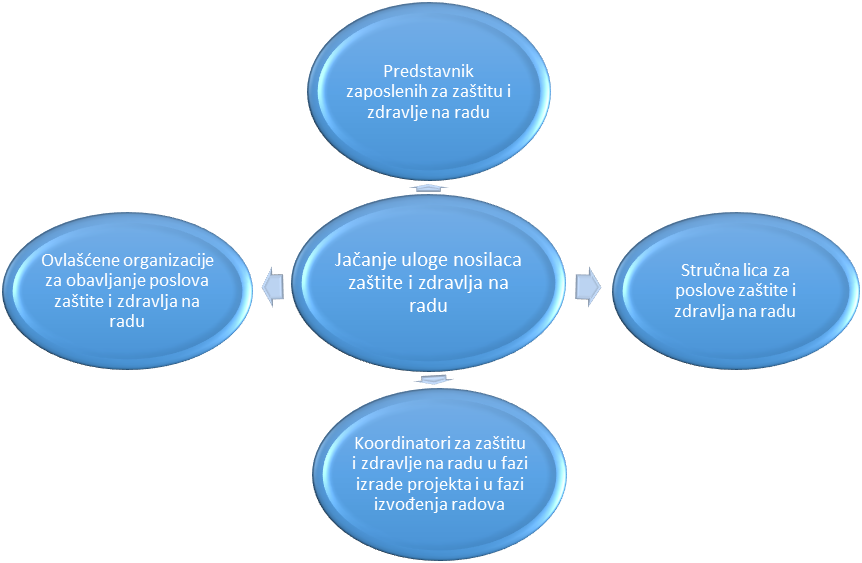 Predstavnik
zaposlenih za zaštitu i
zdravlje na radu
Ovlašćene organizacije
za obavljanje poslova
zaštite i zdravlja na
radu
Jačanje uloge nosilaca
zaštite i zdravlja na
radu
Stručna lica za
poslove zaštite i
zdravlja na radu
Koordinatori za zaštitu
i zdravlje na radu u fazi
izrade projekta i u fazi
izvođenja radova